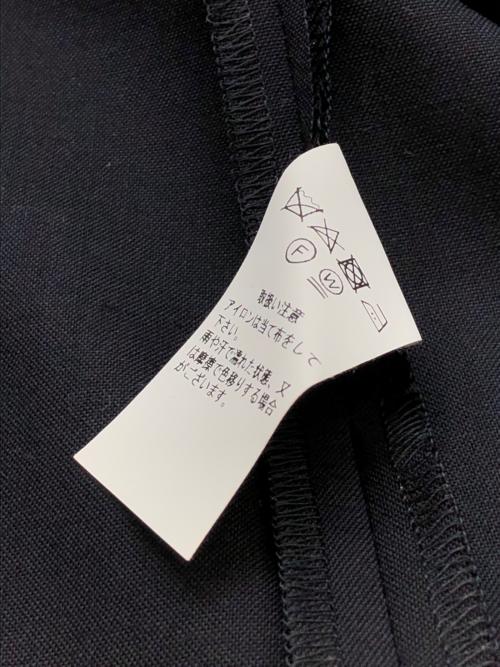 F
W
取扱い注意
アイロンは当て布をして
下さい。
雨や汗で濡れた状態、又
は摩擦で色移りする場合
がございます。